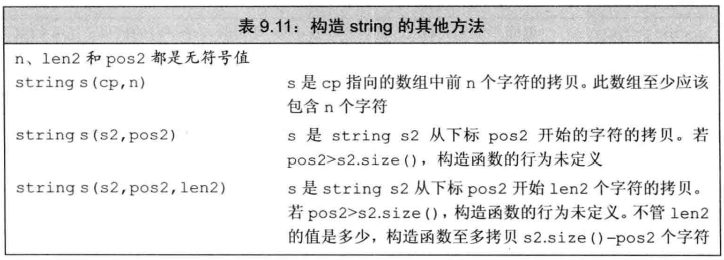 表 9.11：构造 string 的其他方法
n、len2 和 pos2 都是无符号值
string s(cp,n) s 是 cp 指向的数组中前 n 个字符的拷贝。此数组至少应该
包含 n 个字符
string s(s2,pos2) s 是 string s2 从下标 pos2 开始的字符的拷贝。若
pos2>s2.size()，构造函数的行为未定义
string s(s2,pos2,len2) s 是 string s2 从下标 pos2 开始 len2 个字符的拷贝。
若 pos2>s2.size()，构造函数的行为未定义。不管 len2
的值是多少，构造函数至多拷贝 s2.size()-pos2 个字符